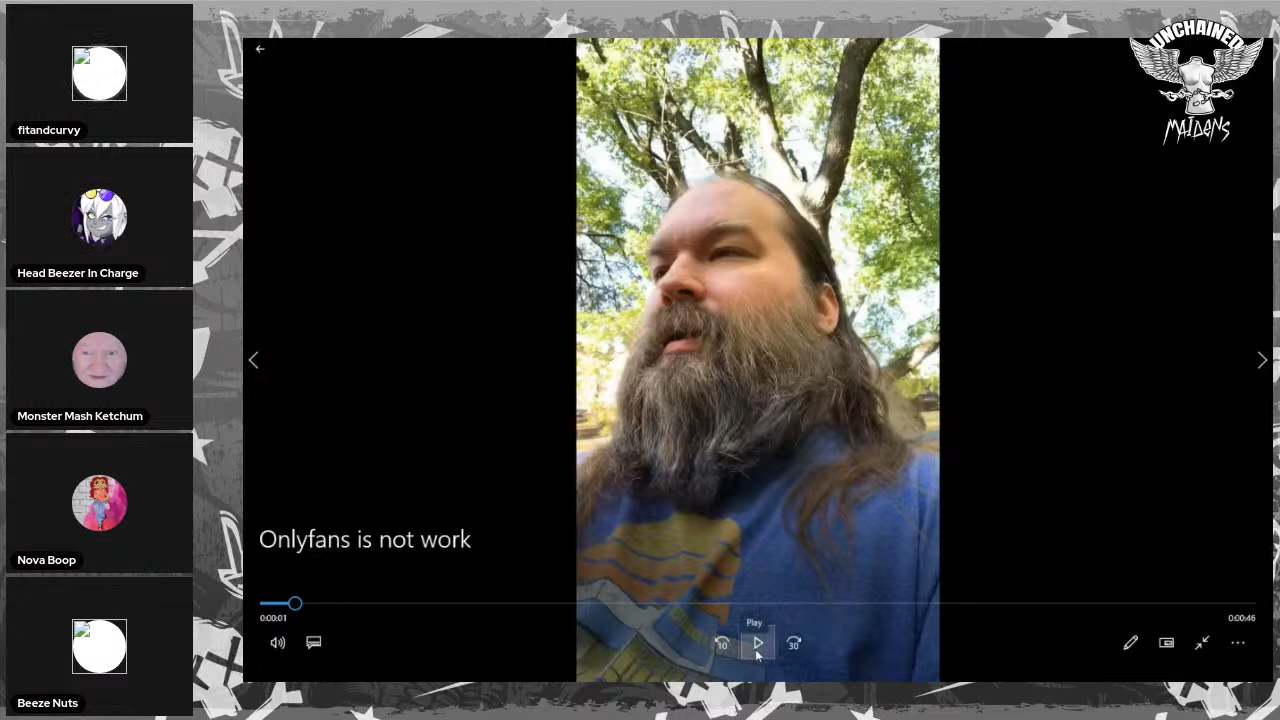 fitandcurvy
Head Beezer In Charge
Monster Mash Ketchum
Nova Boop
Beeze Nuts
UNCHAINED
MAIDENS
Onlyfans is not work
0:00:01
Play
0:00:46
10
30